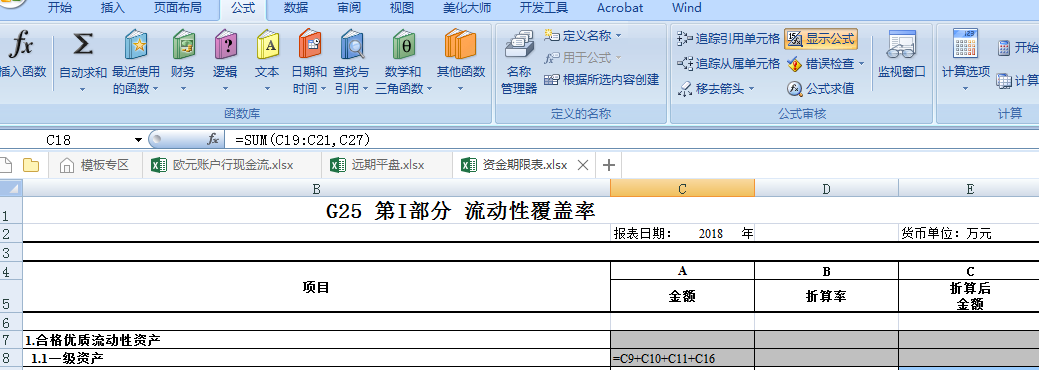 开始 插入 页面布局 公式 数据 审阅 视图 美化大师 开发工具 Acrobat Wind
fx Σ A θ
插入函数 自动求和 最近使用的函数 财务 逻辑 文本 日期和时间 查找与引用 数学和三角函数 其他函数
函数库
名称管理器
定义名称
用于公式
根据所选内容创建
定义的名称
追踪引用单元格 显示公式
追踪从属单元格 错误检查
移去箭头 公式求值
监视窗口
公式审核
计算选项
开始
计算
计算
C18 fx =SUM(C19:C21,C27)
模板专区 欧元账户行现金流.xlsx 远期平盘.xlsx 资金期限表.xlsx
B C D E
1 G25 第I部分 流动性覆盖率
2 报表日期: 2018 年 货币单位: 万元
3
4 项目 A B C
5 金额 折算率 折算后金额
6
7 1.合格优质流动性资产
8 1.1一级资产 =C9+C10+C11+C16